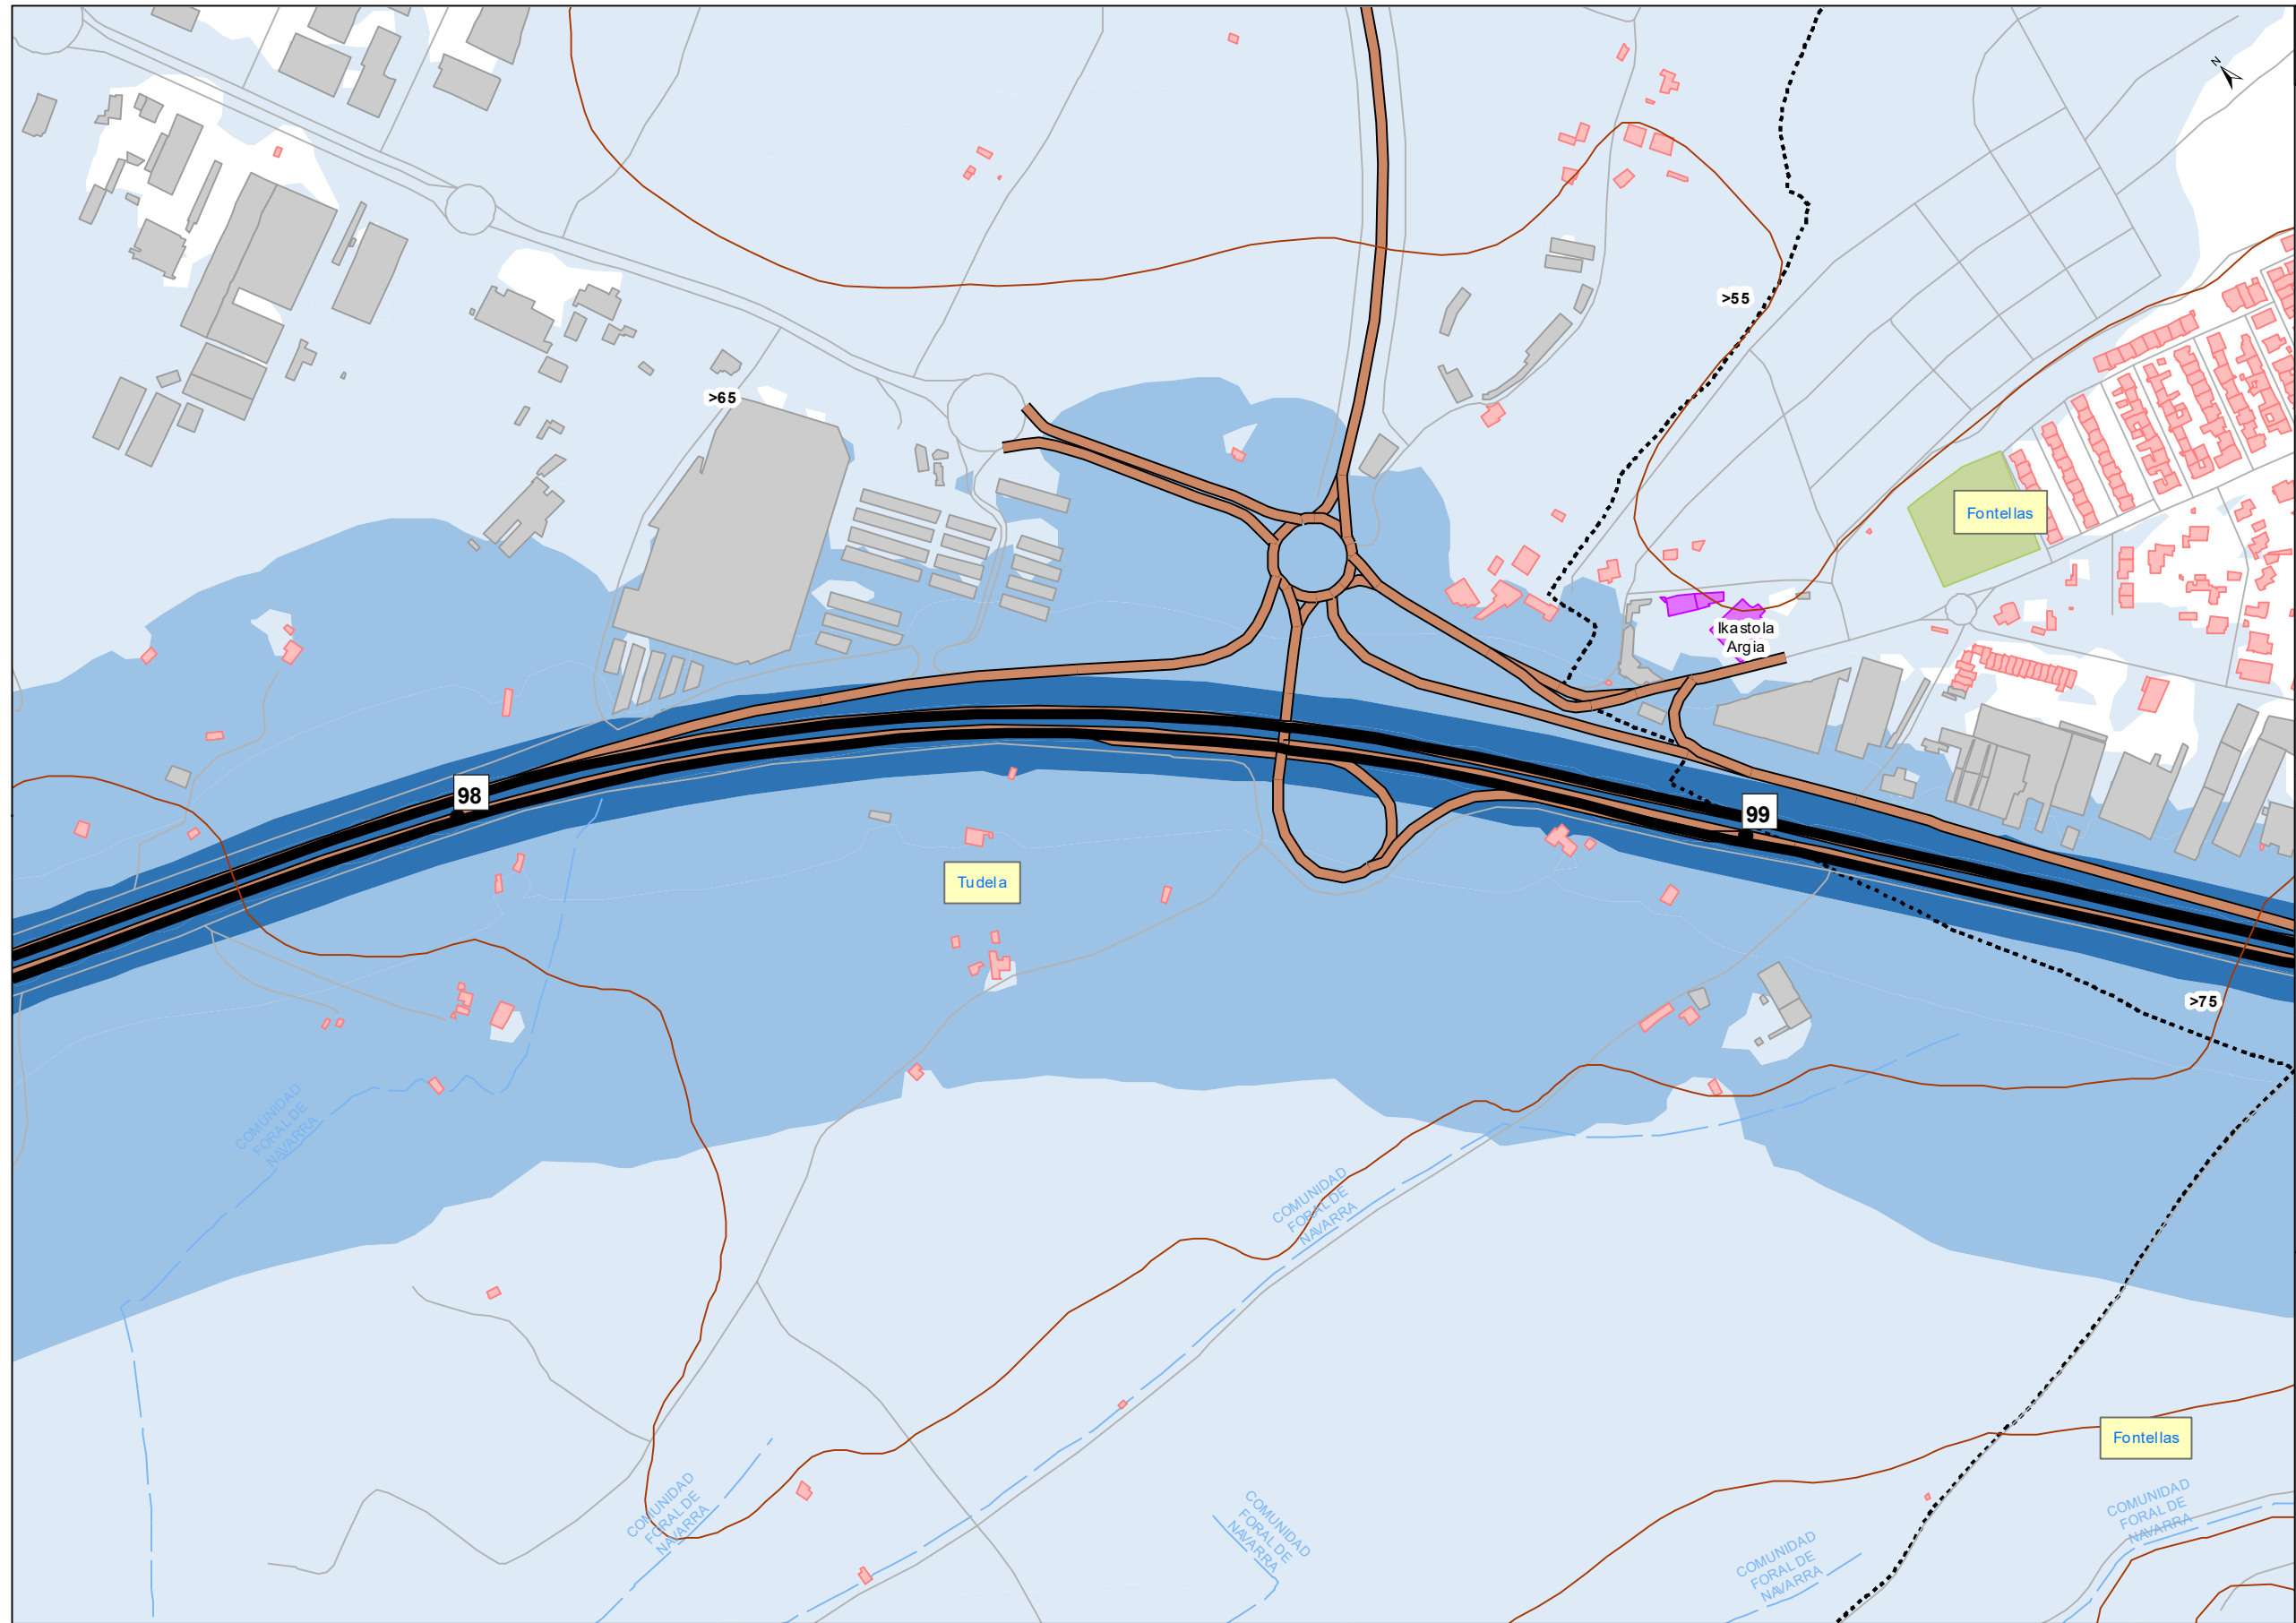 N
>55
>65
Fontellas
Ikastola
Argia
98
99
Tudela
>75
COMUNIDAD
FORAL DE
NAVARRA
COMUNIDAD
FORAL DE
NAVARRA
Fontellas
COMUNIDAD
FORAL DE
NAVARRA
COMUNIDAD
FORAL DE
NAVARRA
COMUNIDAD
FORAL DE
NAVARRA
COMUNIDAD
FORAL DE
NAVARRA